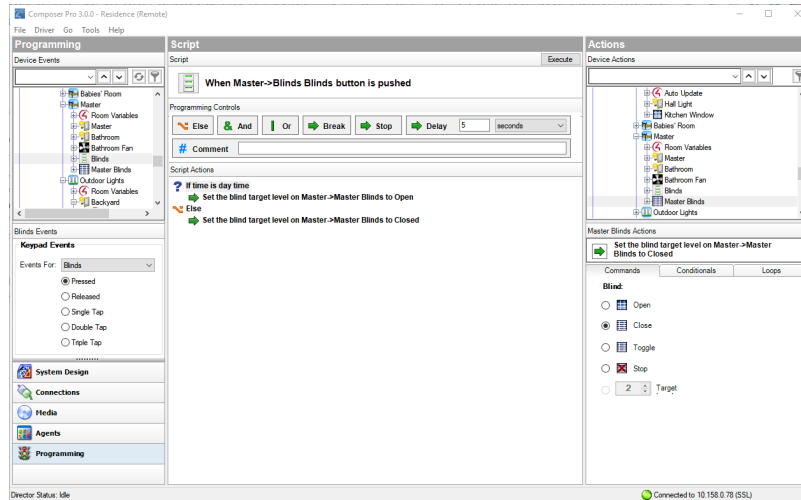 Composer Pro 3.0.0 - Residence (Remote)
File Driver Go Tools Help
Programming
Device Events
Babies' Room
Master
Room Variables
Master
Bathroom
Bathroom Fan
Blinds
Master Blinds
Outdoor Lights
Room Variables
Backyard
Blinds Events
Keypad Events
Events For: Blinds
Pressed
Released
Single Tap
Double Tap
Triple Tap
System Design
Connections
Media
Agents
Programming
Script
Script Execute
When Master->Blinds Blinds button is pushed
Programming Controls
Else And Or Break Stop Delay 5 seconds
# Comment
Script Actions
? If time is day time
Set the blind target level on Master->Master Blinds to Open
Else
Set the blind target level on Master->Master Blinds to Closed
Actions
Device Actions
Auto Update
Hall Light
Kitchen Window
Babies' Room
Master
Room Variables
Master
Bathroom
Bathroom Fan
Blinds
Master Blinds
Outdoor Lights
Master Blinds Actions
Set the blind target level on Master->Master
Blinds to Closed
Commands Conditionals Loops
Blind:
Open
Close
Toggle
Stop
2 Target
Director Status: Idle
Connected to 10.158.0.78 (SSL)